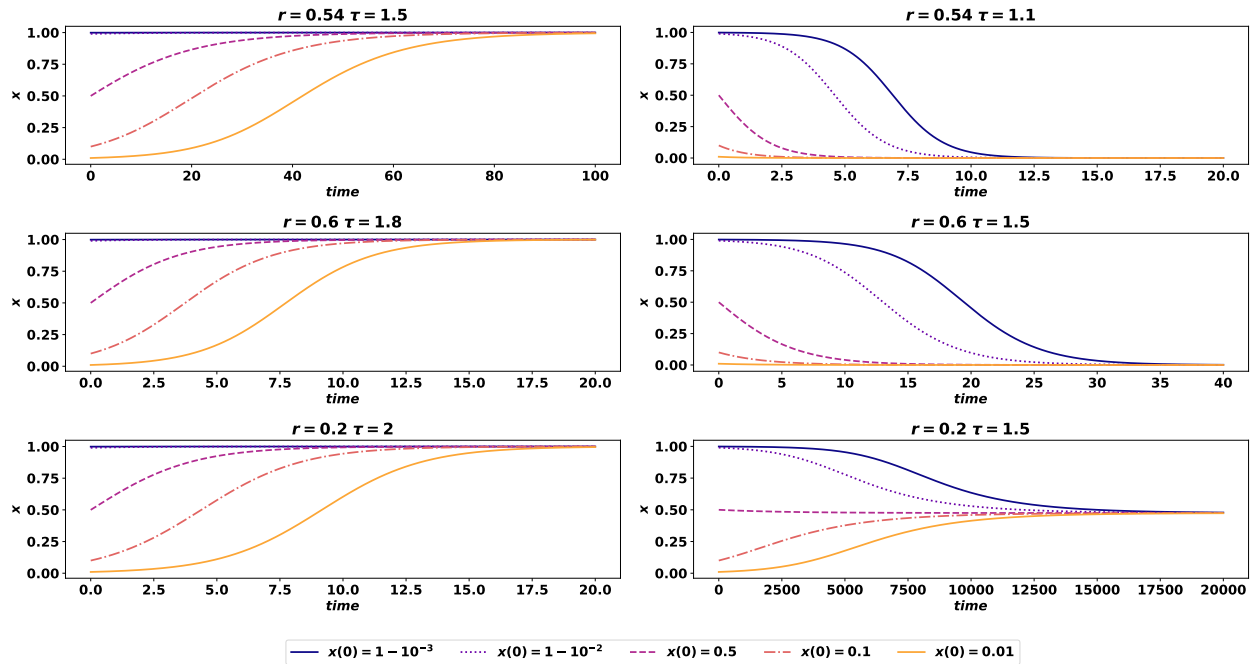 r = 0.54 τ = 1.5
1.00
0.75
0.50
0.25
0.00
x
0 20 40 60 80 100
time
r = 0.54 τ = 1.1
1.00
0.75
0.50
0.25
0.00
x
0.0 2.5 5.0 7.5 10.0 12.5 15.0 17.5 20.0
time
r = 0.6 τ = 1.8
1.00
0.75
0.50
0.25
0.00
x
0.0 2.5 5.0 7.5 10.0 12.5 15.0 17.5 20.0
time
r = 0.6 τ = 1.5
1.00
0.75
0.50
0.25
0.00
x
0 5 10 15 20 25 30 35 40
time
r = 0.2 τ = 2
1.00
0.75
0.50
0.25
0.00
x
0.0 2.5 5.0 7.5 10.0 12.5 15.0 17.5 20.0
time
r = 0.2 τ = 1.5
1.00
0.75
0.50
0.25
0.00
x
0 2500 5000 7500 10000 12500 15000 17500 20000
time
x(0) = 1 − 10⁻³ x(0) = 1 − 10⁻² x(0) = 0.5 x(0) = 0.1 x(0) = 0.01